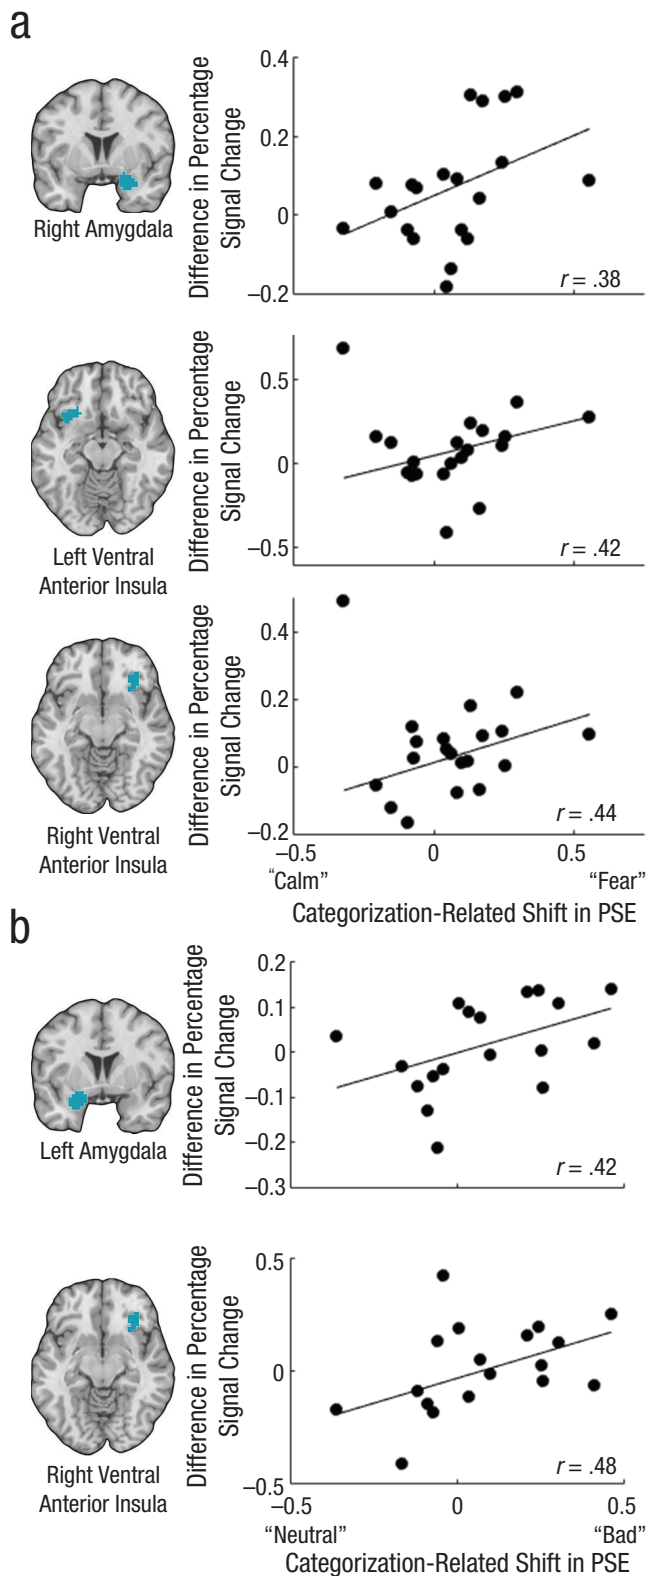 a
Difference in Percentage
Signal Change
0.4
0.2
0
–0.2
r = .38
Right Amygdala
Difference in Percentage
Signal Change
0.5
0
–0.5
r = .42
Left Ventral
Anterior Insula
Difference in Percentage
Signal Change
0.4
0.2
0
–0.2
r = .44
Right Ventral
Anterior Insula
–0.5 0 0.5
“Calm” “Fear”
Categorization-Related Shift in PSE
b
Difference in Percentage
Signal Change
0.2
0.1
0
–0.1
–0.2
–0.3
r = .42
Left Amygdala
Difference in Percentage
Signal Change
0.5
0
–0.5
r = .48
Right Ventral
Anterior Insula
–0.5 0 0.5
“Neutral” “Bad”
Categorization-Related Shift in PSE